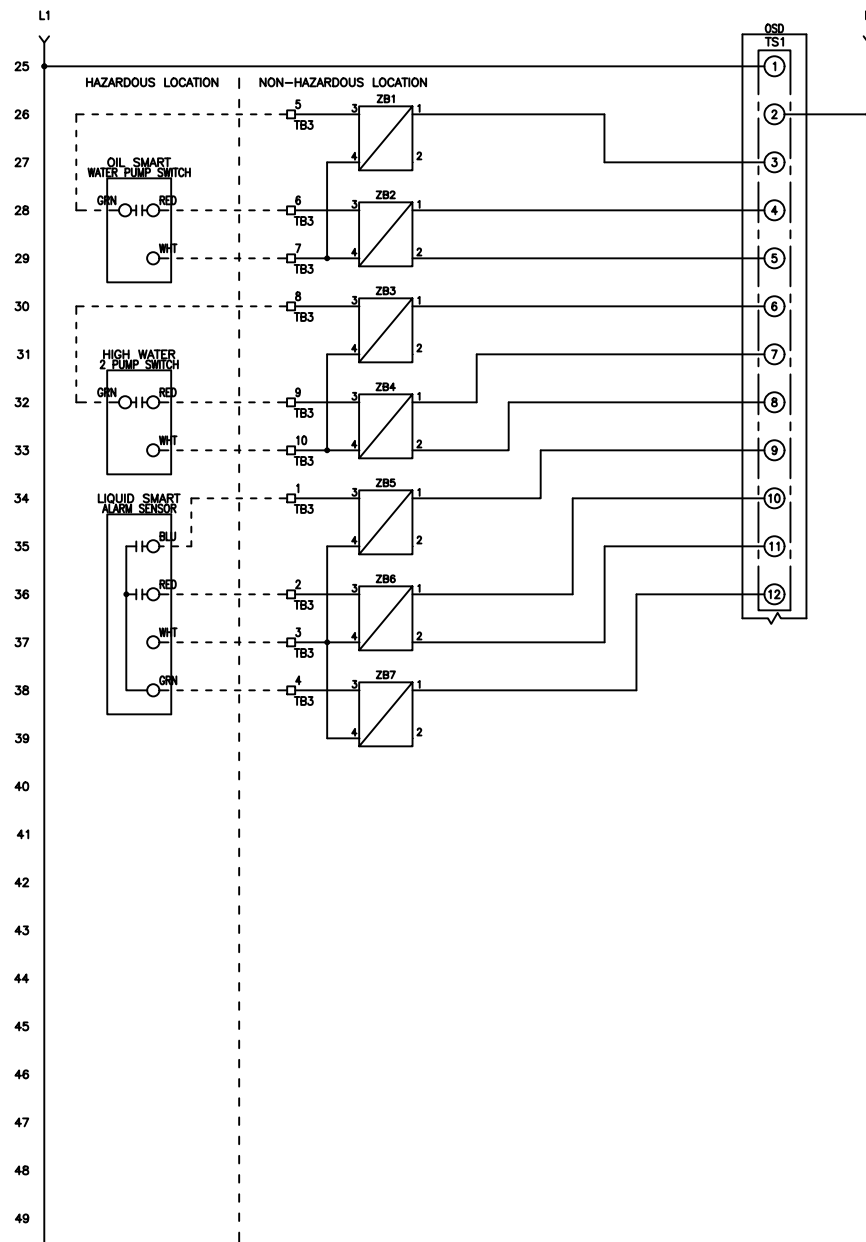 L1
OSD
TS1
25
1
HAZARDOUS LOCATION
NON-HAZARDOUS LOCATION
ZB1
26
5
TB3
3
1
2
27
OIL SMART
WATER PUMP SWITCH
4
2
3
ZB2
28
GRN
RED
6
TB3
3
1
4
29
WHT
7
TB3
4
2
5
ZB3
30
8
TB3
3
1
6
31
HIGH WATER
2 PUMP SWITCH
4
2
7
ZB4
32
GRN
RED
9
TB3
3
1
8
33
WHT
10
TB3
4
2
9
ZB5
34
LIQUID SMART
ALARM SENSOR
1
TB3
3
1
10
35
BLU
4
2
11
ZB6
36
RED
2
TB3
3
1
12
37
WHT
3
TB3
4
2
ZB7
38
GRN
4
TB3
3
1
39
4
2
40
41
42
43
44
45
46
47
48
49